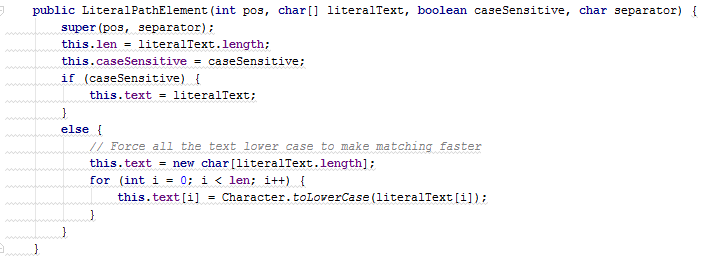 public LiteralPathElement(int pos, char[] literalText, boolean caseSensitive, char separator) {
super(pos, separator);
this.len = literalText.length;
this.caseSensitive = caseSensitive;
if (caseSensitive) {
this.text = literalText;
}
else {
// Force all the text lower case to make matching faster
this.text = new char[literalText.length];
for (int i = 0; i < len; i++) {
this.text[i] = Character.toLowerCase(literalText[i]);
}
}
}